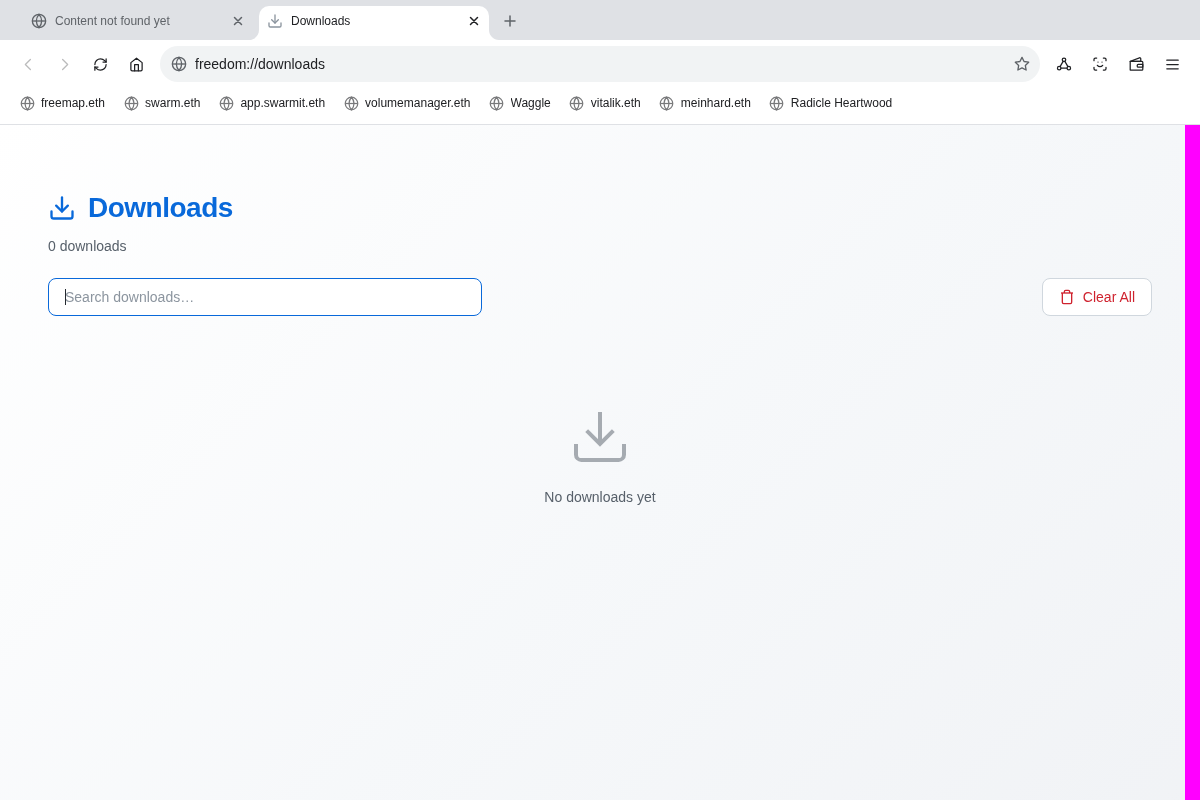 Content not found yet
Downloads
freedom://downloads
freemap.eth
swarm.eth
app.swarmit.eth
volumemanager.eth
Waggle
vitalik.eth
meinhard.eth
Radicle Heartwood
Downloads
0 downloads
Search downloads…
Clear All
No downloads yet